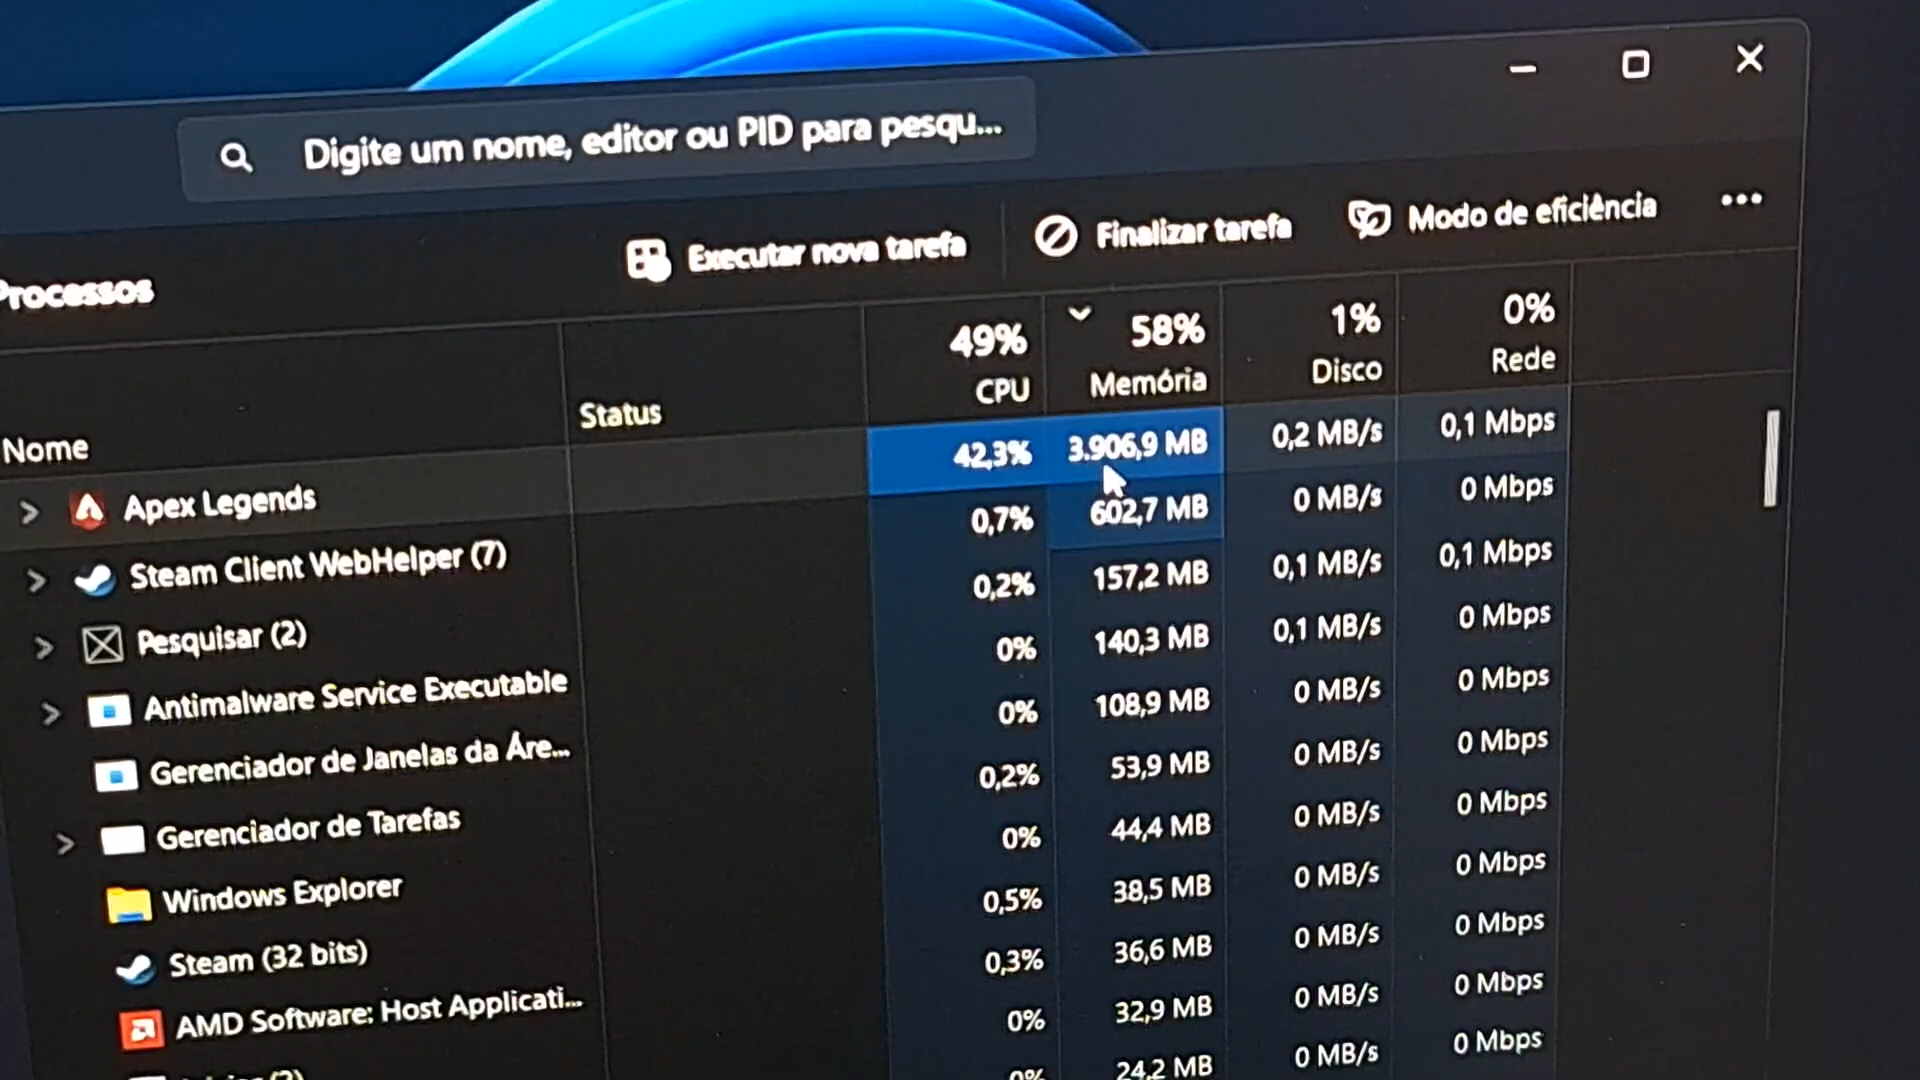 Digite um nome, editor ou PID para pesqu...
Processos
Executar nova tarefa
Finalizar tarefa
Modo de eficiência
49% 58% 1% 0%
Nome Status CPU Memória Disco Rede
Apex Legends 42,3% 3.906,9 MB 0,2 MB/s 0,1 Mbps
Steam Client WebHelper (7) 0,7% 602,7 MB 0 MB/s 0 Mbps
Pesquisar (2) 0,2% 157,2 MB 0,1 MB/s 0,1 Mbps
Antimalware Service Executable 0% 140,3 MB 0,1 MB/s 0 Mbps
Gerenciador de Janelas da Áre... 0% 108,9 MB 0 MB/s 0 Mbps
Gerenciador de Tarefas 0,2% 53,9 MB 0 MB/s 0 Mbps
Windows Explorer 0% 44,4 MB 0 MB/s 0 Mbps
Steam (32 bits) 0,5% 38,5 MB 0 MB/s 0 Mbps
AMD Software: Host Applicati... 0,3% 36,6 MB 0 MB/s 0 Mbps
0% 32,9 MB 0 MB/s 0 Mbps
0% 24,2 MB 0 MB/s 0 Mbps